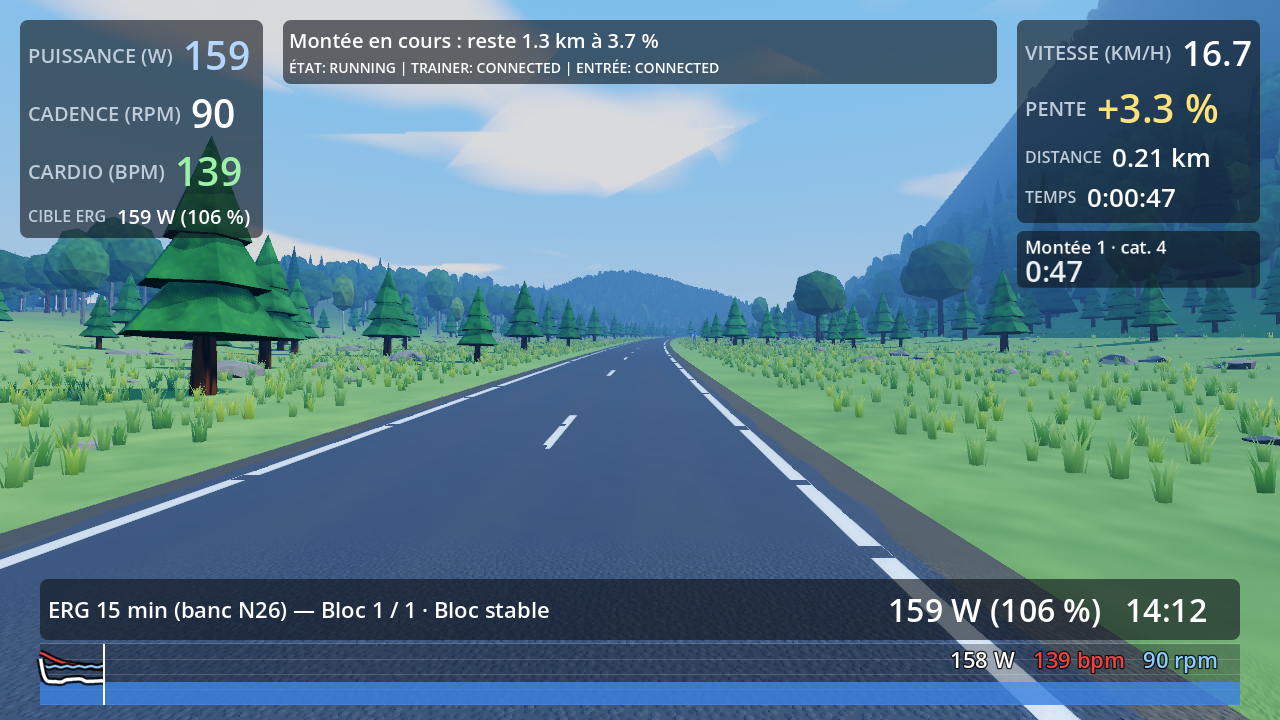 PUISSANCE (W) 159
CADENCE (RPM) 90
CARDIO (BPM) 139
CIBLE ERG 159 W (106 %)
Montée en cours : reste 1.3 km à 3.7 %
ÉTAT: RUNNING | TRAINER: CONNECTED | ENTRÉE: CONNECTED
VITESSE (KM/H) 16.7
PENTE +3.3 %
DISTANCE 0.21 km
TEMPS 0:00:47
Montée 1 · cat. 4
0:47
ERG 15 min (banc N26) — Bloc 1 / 1 · Bloc stable 159 W (106 %) 14:12
158 W 139 bpm 90 rpm